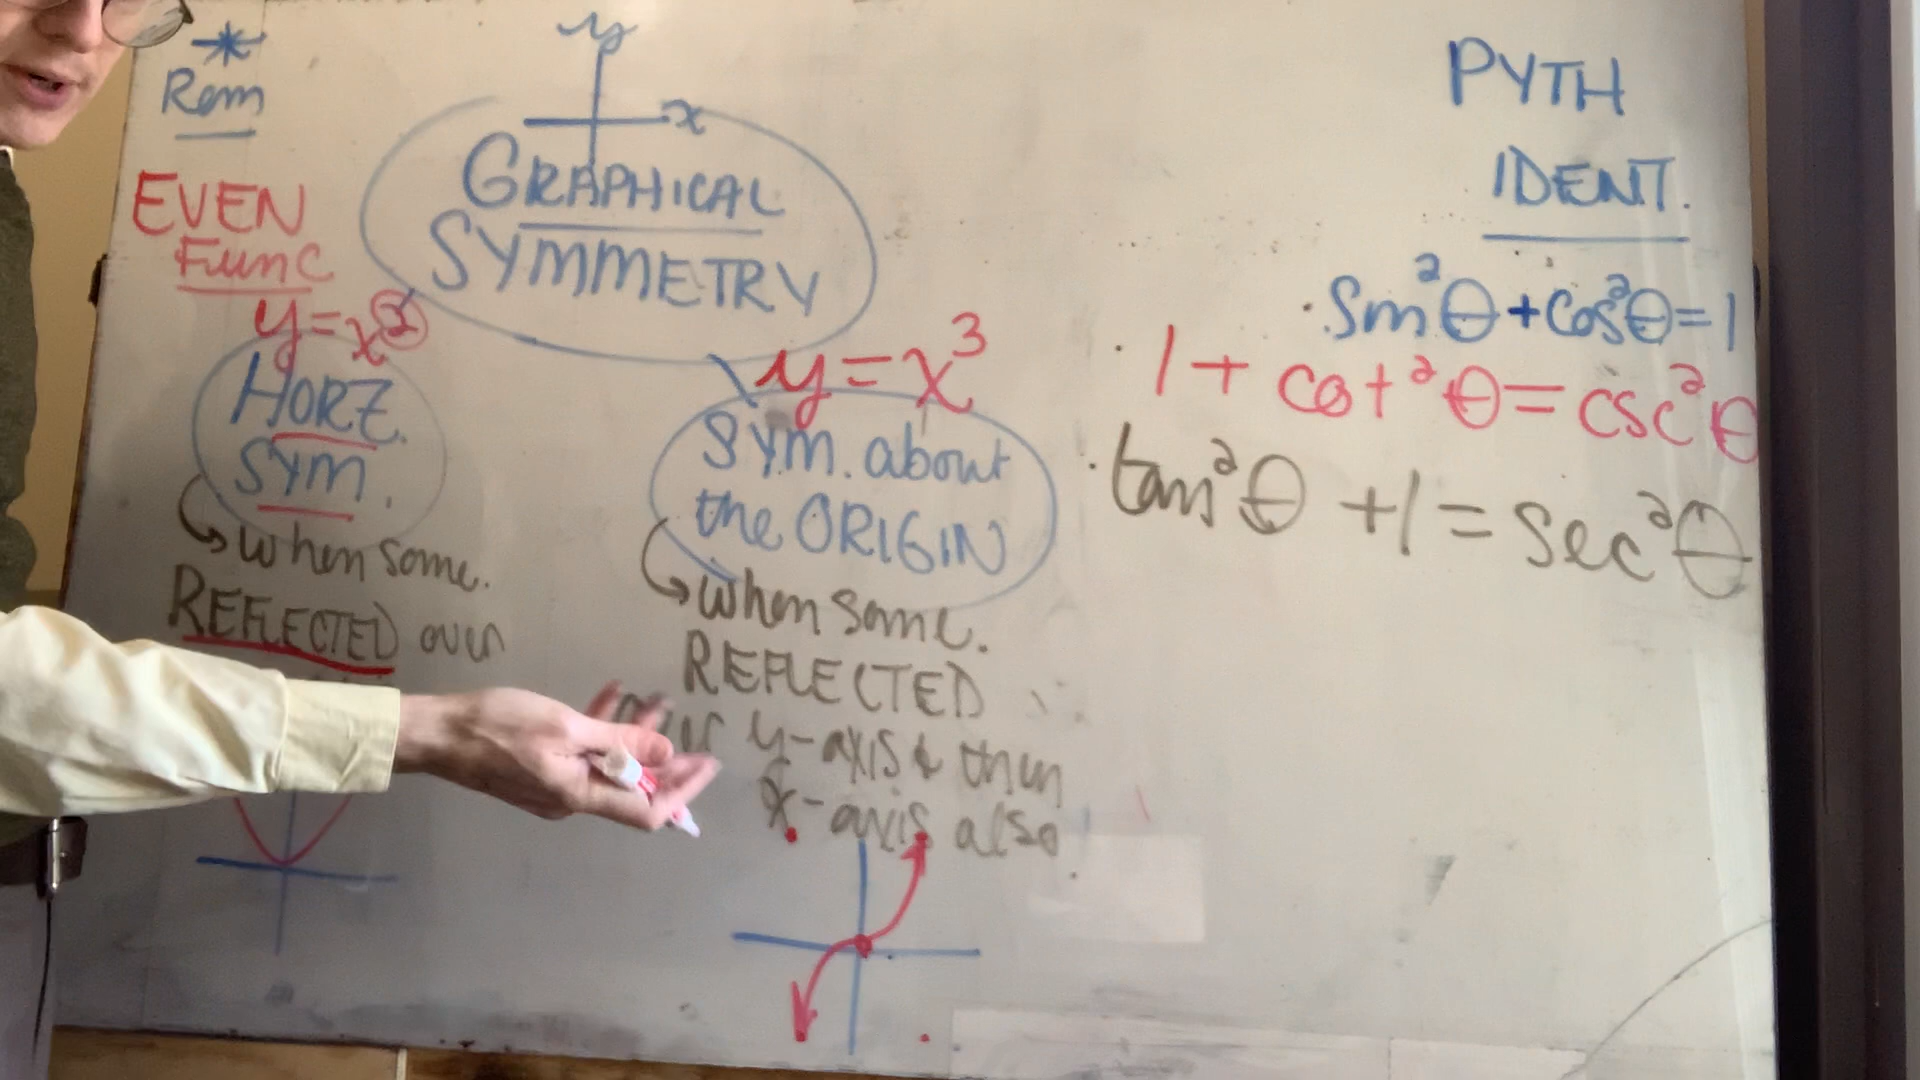 *
Rem
y
x
GRAPHICAL
SYMMETRY
EVEN
Func
y=x²
HORZ.
SYM.
when same.
REFLECTED over
y=x³
Sym. about
the ORIGIN
when same.
REFLECTED
over y-axis & then
x-axis also
PYTH
IDENT.
sin²θ+cos²θ=1
1+cot²θ=csc²θ
tan²θ+1=sec²θ